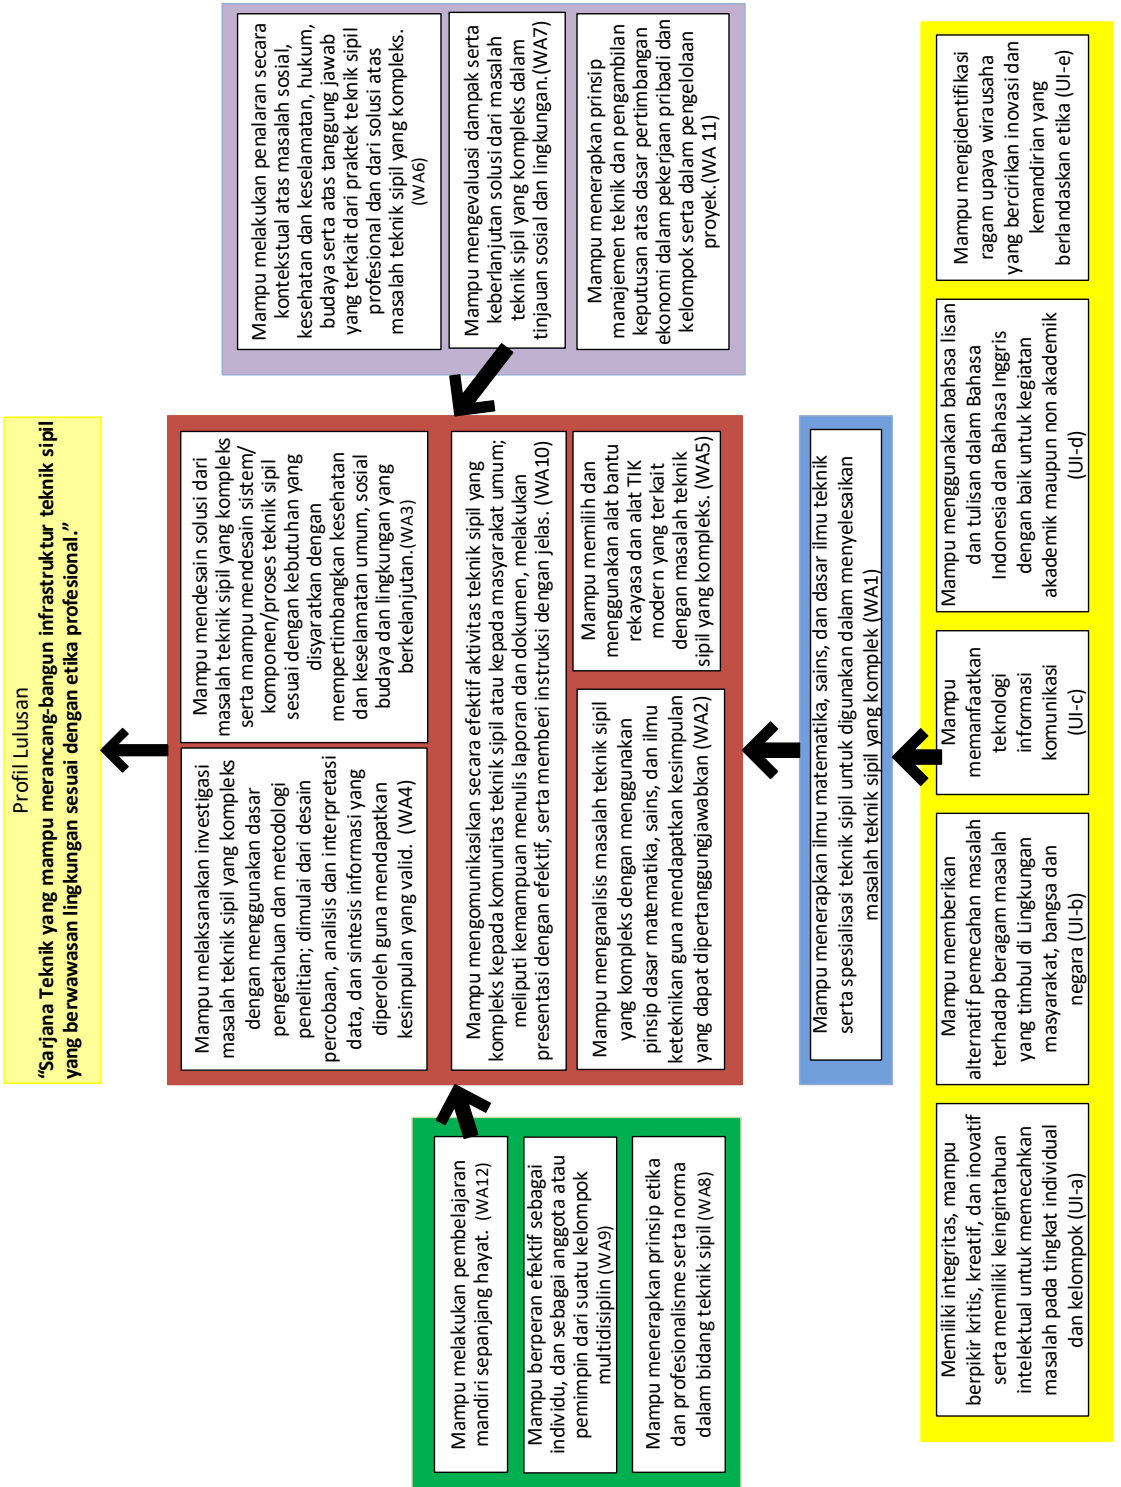 Profil Lulusan
“Sarjana Teknik yang mampu merancang-bangun infrastruktur teknik sipil
yang berwawasan lingkungan sesuai dengan etika profesional.”
Mampu melaksanakan investigasi
masalah teknik sipil yang kompleks
dengan menggunakan dasar
pengetahuan dan metodologi
penelitian; dimulai dari desain
percobaan, analisis dan interpretasi
data, dan sintesis informasi yang
diperoleh guna mendapatkan
kesimpulan yang valid. (WA4)
Mampu mendesain solusi dari
masalah teknik sipil yang kompleks
serta mampu mendesain sistem/
komponen/proses teknik sipil
sesuai dengan kebutuhan yang
disyaratkan dengan
mempertimbangkan kesehatan
dan keselamatan umum, sosial
budaya dan lingkungan yang
berkelanjutan.(WA3)
Mampu mengomunikasikan secara efektif aktivitas teknik sipil yang
kompleks kepada komunitas teknik sipil atau kepada masyarakat umum;
meliputi kemampuan menulis laporan dan dokumen, melakukan
presentasi dengan efektif, serta memberi instruksi dengan jelas. (WA10)
Mampu menganalisis masalah teknik sipil
yang kompleks dengan menggunakan
pinsip dasar matematika, sains, dan ilmu
keteknikan guna mendapatkan kesimpulan
yang dapat dipertanggungjawabkan (WA2)
Mampu memilih dan
menggunakan alat bantu
rekayasa dan alat TIK
modern yang terkait
dengan masalah teknik
sipil yang kompleks. (WA5)
Mampu melakukan pembelajaran
mandiri sepanjang hayat. (WA12)
Mampu berperan efektif sebagai
individu, dan sebagai anggota atau
pemimpin dari suatu kelompok
multidisiplin (WA9)
Mampu menerapkan prinsip etika
dan profesionalisme serta norma
dalam bidang teknik sipil (WA8)
Mampu melakukan penalaran secara
kontekstual atas masalah sosial,
kesehatan dan keselamatan, hukum,
budaya serta atas tanggung jawab
yang terkait dari praktek teknik sipil
profesional dan dari solusi atas
masalah teknik sipil yang kompleks.
(WA6)
Mampu mengevaluasi dampak serta
keberlanjutan solusi dari masalah
teknik sipil yang kompleks dalam
tinjauan sosial dan lingkungan.(WA7)
Mampu menerapkan prinsip
manajemen teknik dan pengambilan
keputusan atas dasar pertimbangan
ekonomi dalam pekerjaan pribadi dan
kelompok serta dalam pengelolaan
proyek.(WA 11)
Mampu menerapkan ilmu matematika, sains, dan dasar ilmu teknik
serta spesialisasi teknik sipil untuk digunakan dalam menyelesaikan
masalah teknik sipil yang komplek (WA1)
Memiliki integritas, mampu
berpikir kritis, kreatif, dan inovatif
serta memiliki keingintahuan
intelektual untuk memecahkan
masalah pada tingkat individual
dan kelompok (UI-a)
Mampu memberikan
alternatif pemecahan masalah
terhadap beragam masalah
yang timbul di Lingkungan
masyarakat, bangsa dan
negara (UI-b)
Mampu
memanfaatkan
teknologi
informasi
komunikasi
(UI-c)
Mampu menggunakan bahasa lisan
dan tulisan dalam Bahasa
Indonesia dan Bahasa Inggris
dengan baik untuk kegiatan
akademik maupun non akademik
(UI-d)
Mampu mengidentifikasi
ragam upaya wirausaha
yang bercirikan inovasi dan
kemandirian yang
berlandaskan etika (UI-e)